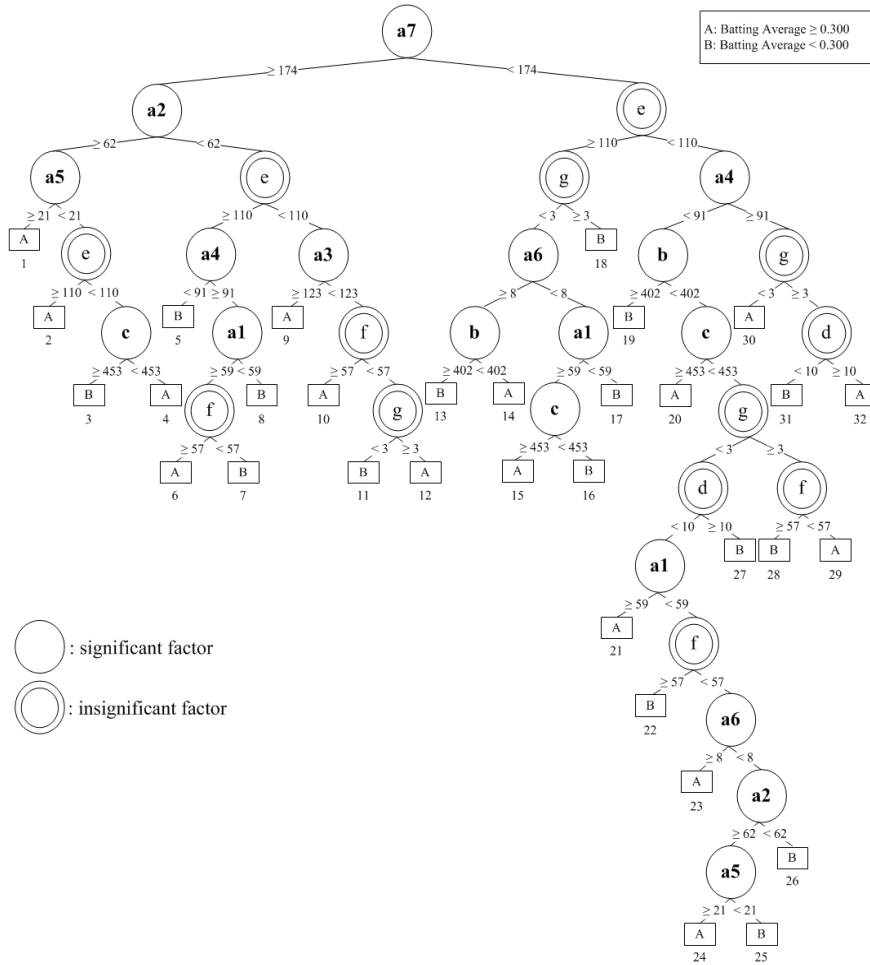 a7
A: Batting Average ≥ 0.300
B: Batting Average < 0.300
≥ 174 < 174
a2 e
≥ 62 < 62 ≥ 110 < 110
a5 e g a4
≥ 21 < 21 ≥ 110 < 110 < 3 ≥ 3 < 91 ≥ 91
A e a4 a3 a6 B b g
1 18
≥ 110 < 110 < 91 ≥ 91 ≥ 123 < 123 ≥ 8 < 8 ≥ 402 < 402 < 3 ≥ 3
A c B a1 A f b a1 B c A d
2 5 9 19 30
≥ 453 < 453 ≥ 59 < 59 ≥ 57 < 57 ≥ 402 < 402 ≥ 59 < 59 ≥ 453 < 453 < 10 ≥ 10
B A f B A g B A c B A g B A
3 4 8 10 13 14 17 20 31 32
≥ 57 < 57 < 3 ≥ 3 ≥ 453 < 453 < 3 ≥ 3
A B B A A B d f
6 7 11 12 15 16
< 10 ≥ 10 ≥ 57 < 57
a1 B B A
27 28 29
≥ 59 < 59
A f
21
: significant factor
≥ 57 < 57
B a6
22
: insignificant factor
≥ 8 < 8
A a2
23
≥ 62 < 62
a5 B
26
≥ 21 < 21
A B
24 25